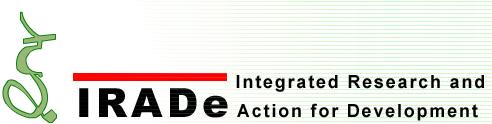 IRADe
Integrated Research and
Action for Development